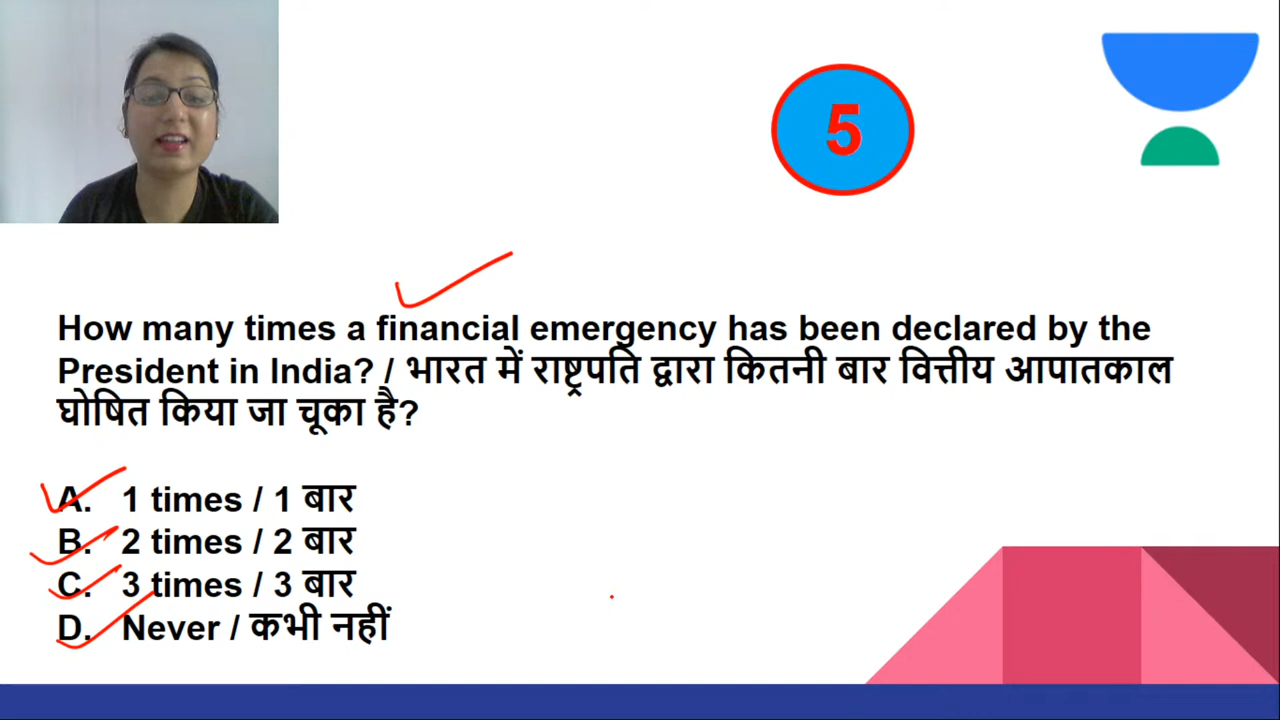 5
How many times a financial emergency has been declared by the
President in India? / भारत में राष्ट्रपति द्वारा कितनी बार वित्तीय आपातकाल
घोषित किया जा चूका है?
A. 1 times / 1 बार
B. 2 times / 2 बार
C. 3 times / 3 बार
D. Never / कभी नहीं